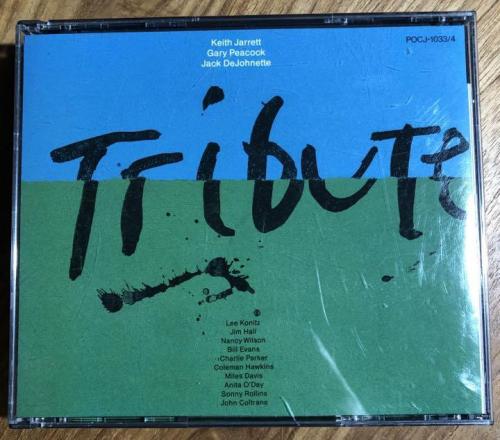 Keith Jarrett
Gary Peacock
Jack DeJohnette
POCJ-1033/4
Tribute
Lee Konitz
Jim Hall
Nancy Wilson
Bill Evans
Charlie Parker
Coleman Hawkins
Miles Davis
Anita O'Day
Sonny Rollins
John Coltrane